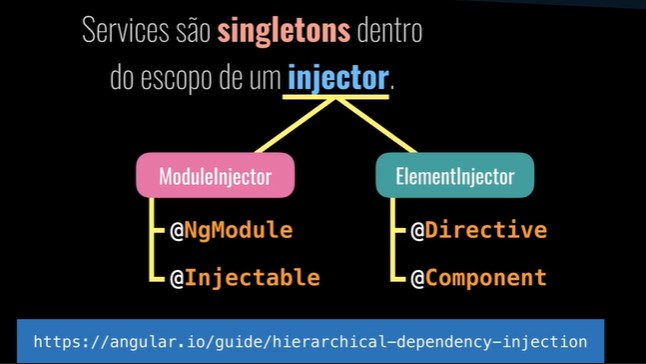 Services são singletons dentro
do escopo de um injector.
ModuleInjector ElementInjector
@NgModule @Directive
@Injectable @Component
https://angular.io/guide/hierarchical-dependency-injection